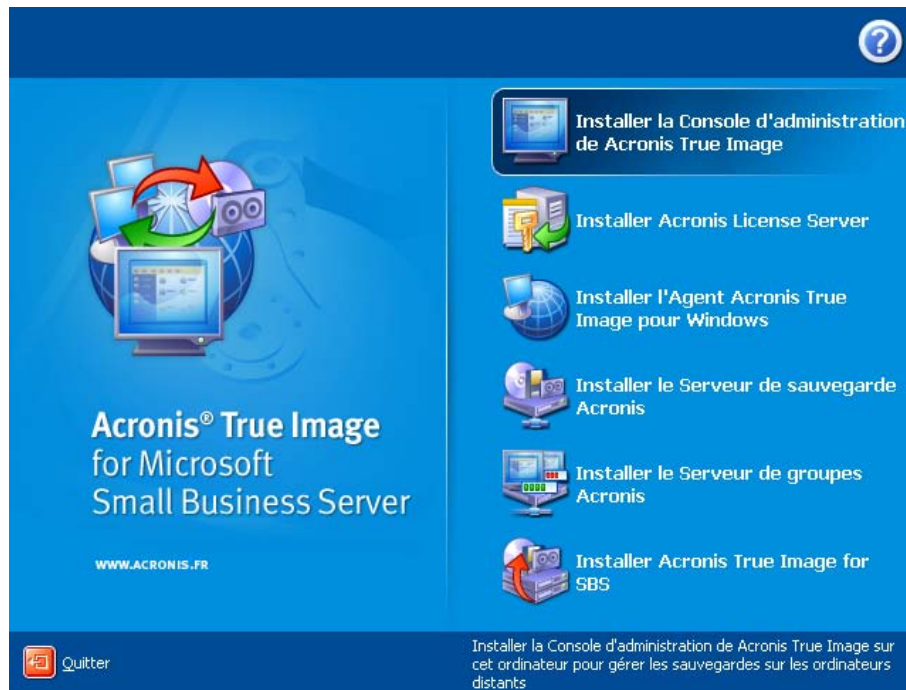 Installer la Console d'administration
de Acronis True Image
Installer Acronis License Server
Installer l'Agent Acronis True
Image pour Windows
Installer le Serveur de sauvegarde
Acronis
Installer le Serveur de groupes
Acronis
Installer Acronis True Image for
SBS
Acronis® True Image
for Microsoft
Small Business Server
WWW.ACRONIS.FR
Quitter
Installer la Console d'administration de Acronis True Image sur
cet ordinateur pour gérer les sauvegardes sur les ordinateurs
distants